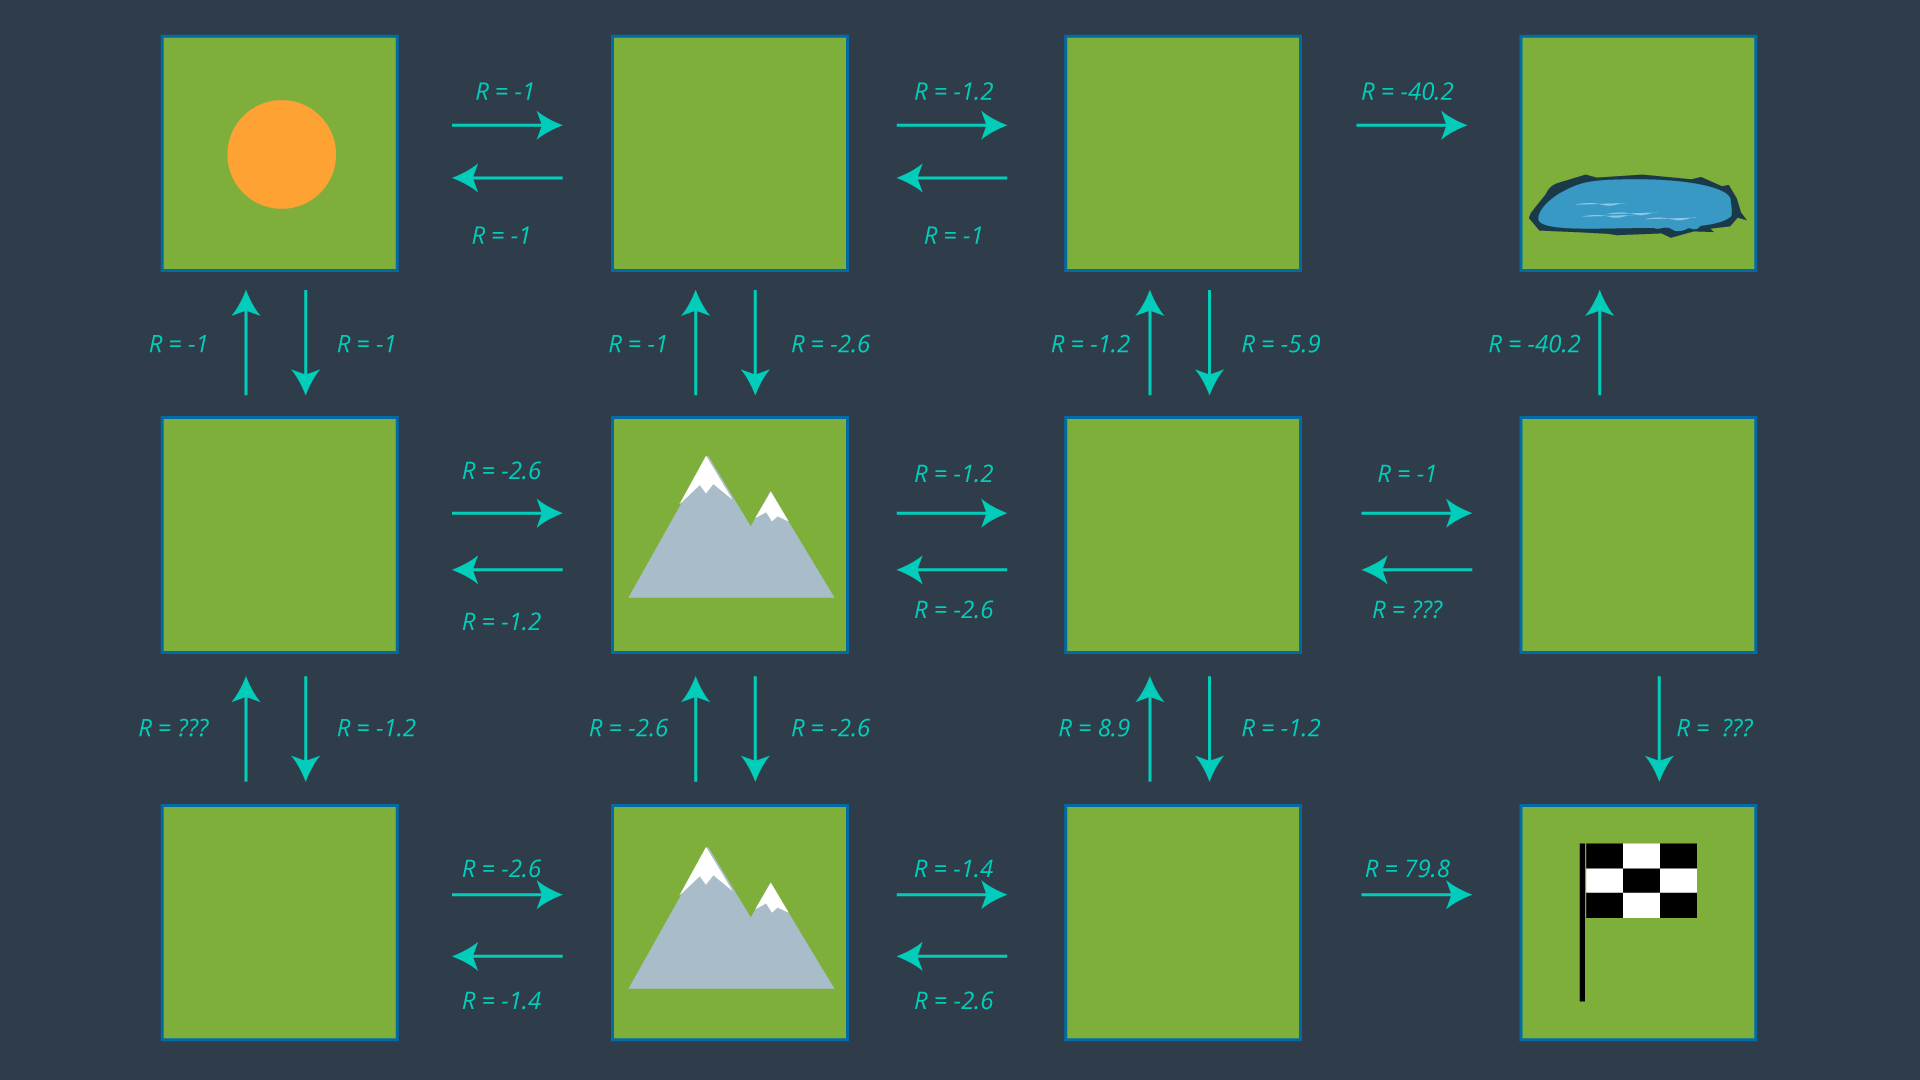 R = -1
R = -1.2
R = -40.2
R = -1
R = -1
R = -1
R = -1
R = -1
R = -2.6
R = -1.2
R = -5.9
R = -40.2
R = -2.6
R = -1.2
R = -1
R = -1.2
R = -2.6
R = ???
R = ???
R = -1.2
R = -2.6
R = -2.6
R = 8.9
R = -1.2
R = ???
R = -2.6
R = -1.4
R = 79.8
R = -1.4
R = -2.6